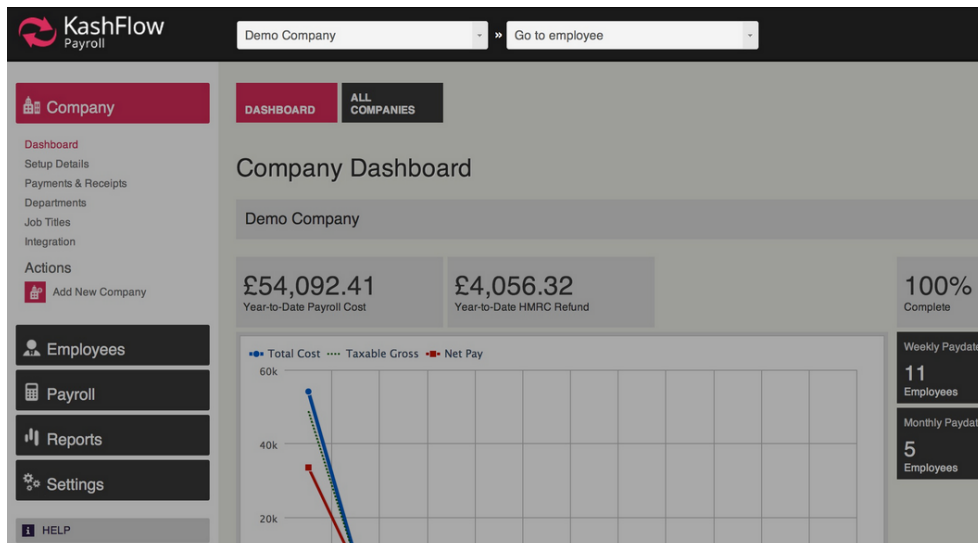 KashFlow
Payroll
Demo Company
»
Go to employee
Company
Dashboard
Setup Details
Payments & Receipts
Departments
Job Titles
Integration
Actions
Add New Company
Employees
Payroll
Reports
Settings
HELP
DASHBOARD
ALL
COMPANIES
Company Dashboard
Demo Company
£54,092.41
Year-to-Date Payroll Cost
£4,056.32
Year-to-Date HMRC Refund
100%
Complete
Total Cost
Taxable Gross
Net Pay
60k
40k
20k
Weekly Paydate
11
Employees
Monthly Paydat
5
Employees